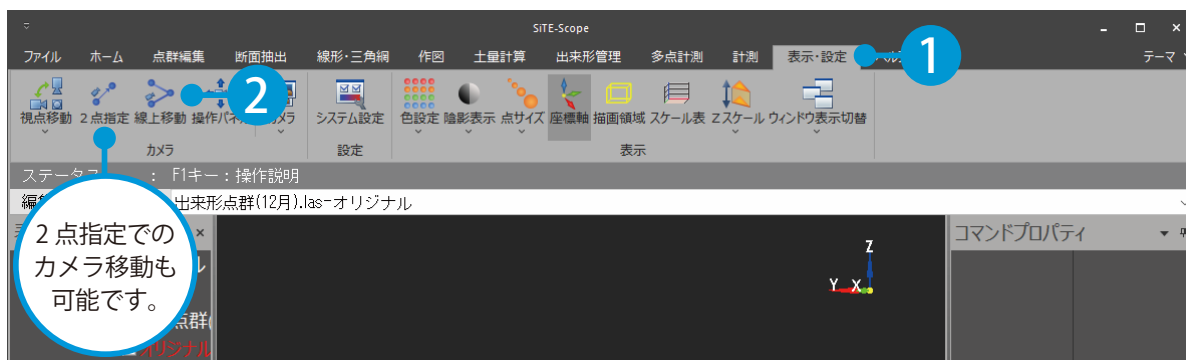 SiTE-Scope
ファイル ホーム 点群編集 断面抽出 線形・三角網 作図 土量計算 出来形管理 多点計測 計測 表示・設定 1 テーマ
2
視点移動 2点指定 線上移動 操作パネル カメラ システム設定 色設定 陰影表示 点サイズ 座標軸 描画領域 スケール表 Zスケール ウィンドウ表示切替
カメラ 設定 表示
ステータス : F1キー:操作説明
出来形点群(12月).las-オリジナル
コマンドプロパティ
2点指定での
カメラ移動も
可能です。
Z
Y X
点群(
オリジナル